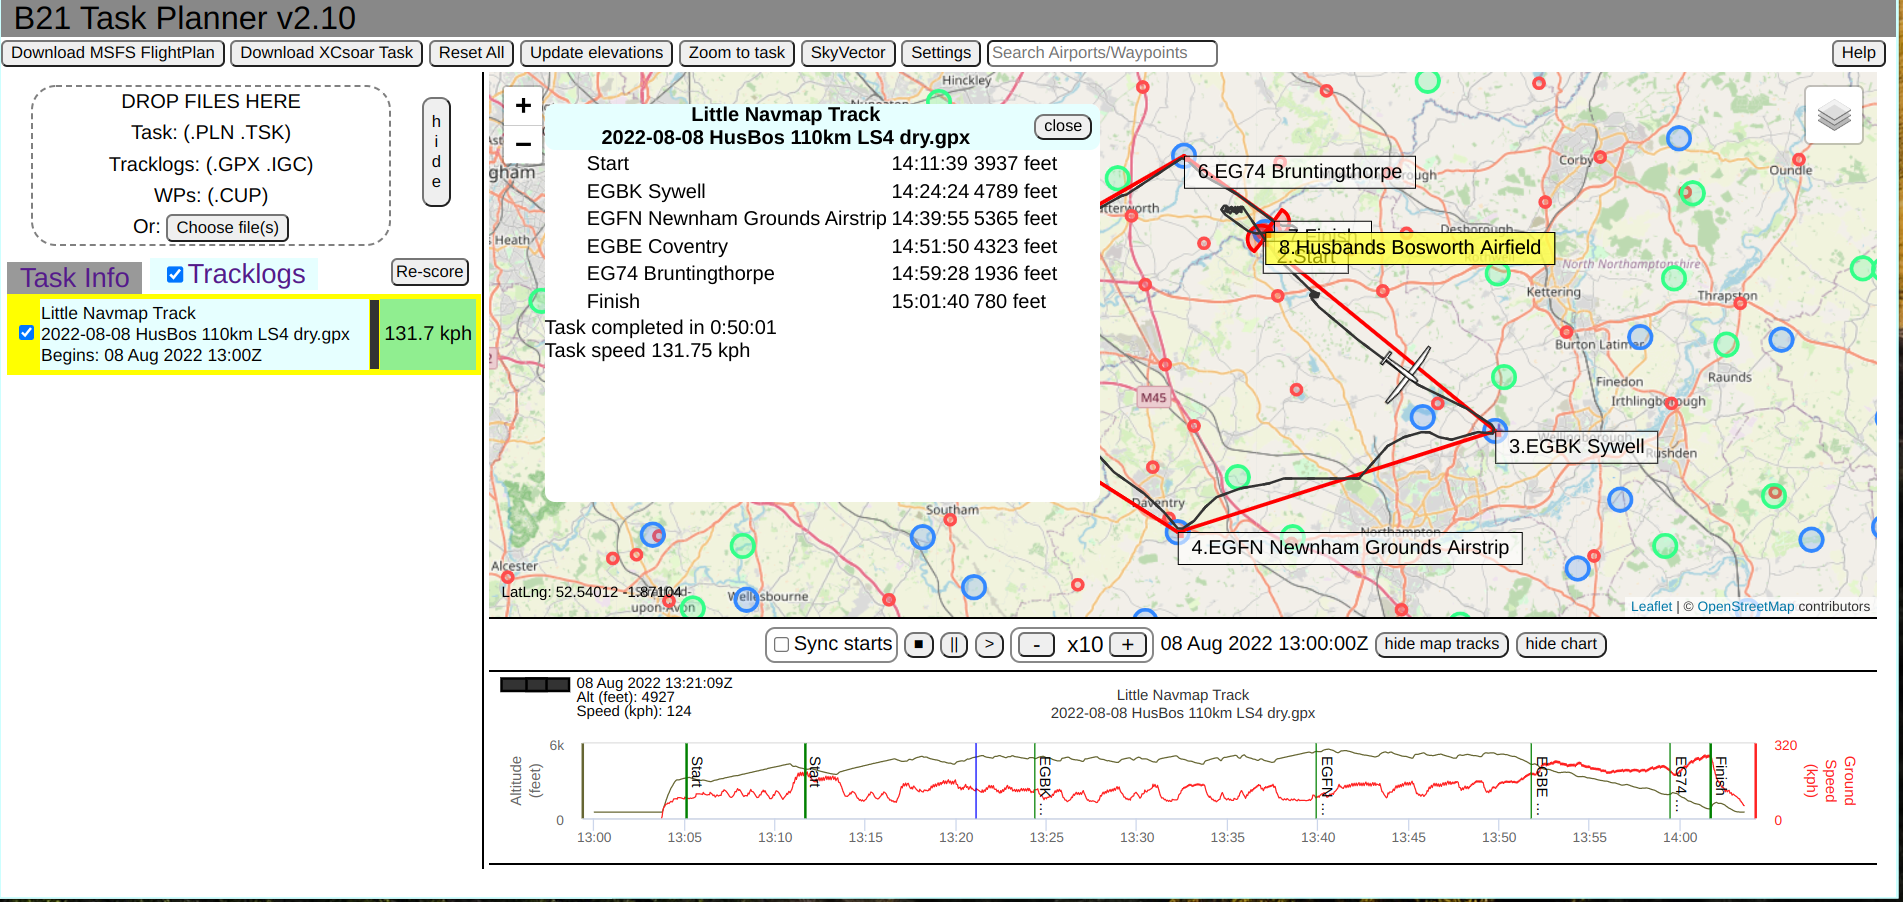 B21 Task Planner v2.10
Download MSFS FlightPlan Download XCsoar Task Reset All Update elevations Zoom to task SkyVector Settings Search Airports/Waypoints Help
DROP FILES HERE
Task: (.PLN .TSK)
Tracklogs: (.GPX .IGC)
WPs: (.CUP)
Or: Choose file(s)
hide
Task Info Tracklogs Re-score
Little Navmap Track
2022-08-08 HusBos 110km LS4 dry.gpx
Begins: 08 Aug 2022 13:00Z
131.7 kph
+
−
Little Navmap Track
2022-08-08 HusBos 110km LS4 dry.gpx
close
Start 14:11:39 3937 feet
EGBK Sywell 14:24:24 4789 feet
EGFN Newnham Grounds Airstrip 14:39:55 5365 feet
EGBE Coventry 14:51:50 4323 feet
EG74 Bruntingthorpe 14:59:28 1936 feet
Finish 15:01:40 780 feet
Task completed in 0:50:01
Task speed 131.75 kph
Hinckley
Corby
Oundle
6.EG74 Bruntingthorpe
7.Finish
Desborough
8.Husbands Bosworth Airfield
2.Start
North Northamptonshire
Kettering
Thrapston
Burton Latimer
Finedon
Raunds
Irthlingborough
M45
3.EGBK Sywell
Rushden
Daventry
Southam
Northampton
4.EGFN Newnham Grounds Airstrip
Alcester
Heath
LatLng: 52.54012 -1.87104
upon-Avon
Wellesbourne
Leaflet | © OpenStreetMap contributors
Sync starts ■ || > - x10 + 08 Aug 2022 13:00:00Z hide map tracks hide chart
08 Aug 2022 13:21:09Z
Alt (feet): 4927
Speed (kph): 124
Little Navmap Track
2022-08-08 HusBos 110km LS4 dry.gpx
6k
0
Altitude
(feet)
Start
Start
EGBK ...
EGFN ...
EGBE ...
EG74 ...
Finish
320
0
Ground
Speed
(kph)
13:00 13:05 13:10 13:15 13:20 13:25 13:30 13:35 13:40 13:45 13:50 13:55 14:00